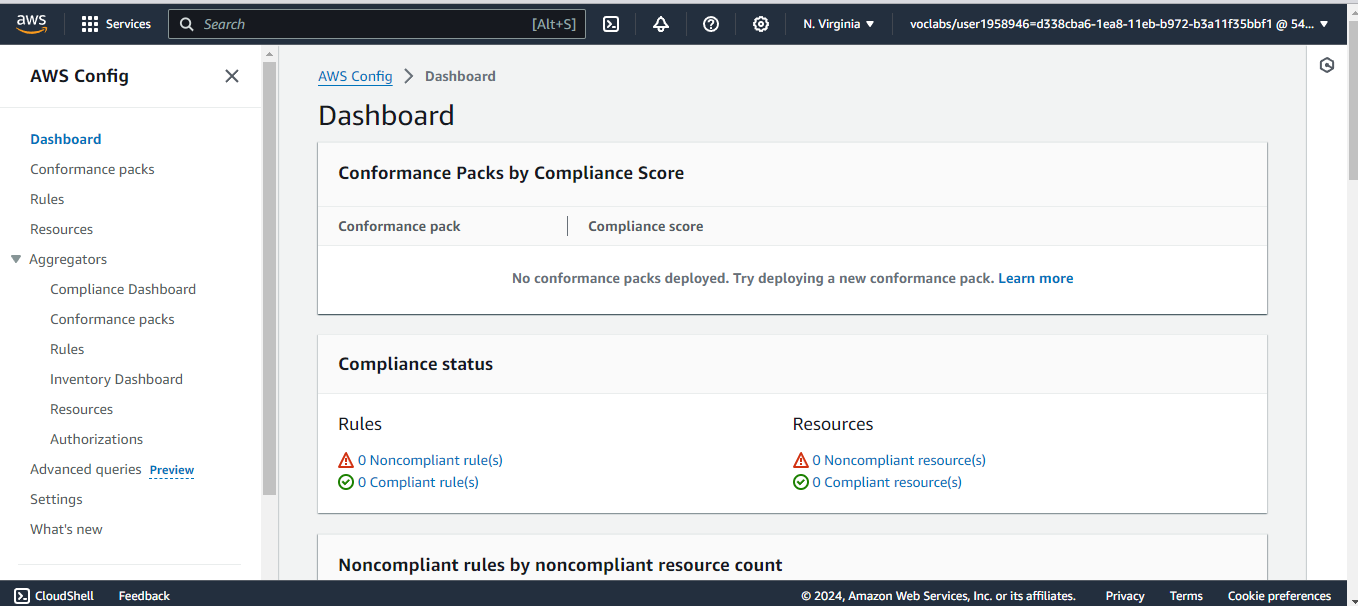 aws
Services
Search [Alt+S]
N. Virginia
voclabs/user1958946=d338cba6-1ea8-11eb-b972-b3a11f35bbf1 @ 54...
AWS Config
Dashboard
Conformance packs
Rules
Resources
Aggregators
Compliance Dashboard
Conformance packs
Rules
Inventory Dashboard
Resources
Authorizations
Advanced queries Preview
Settings
What's new
AWS Config > Dashboard
Dashboard
Conformance Packs by Compliance Score
Conformance pack
Compliance score
No conformance packs deployed. Try deploying a new conformance pack. Learn more
Compliance status
Rules
0 Noncompliant rule(s)
0 Compliant rule(s)
Resources
0 Noncompliant resource(s)
0 Compliant resource(s)
Noncompliant rules by noncompliant resource count
CloudShell
Feedback
© 2024, Amazon Web Services, Inc. or its affiliates.
Privacy
Terms
Cookie preferences